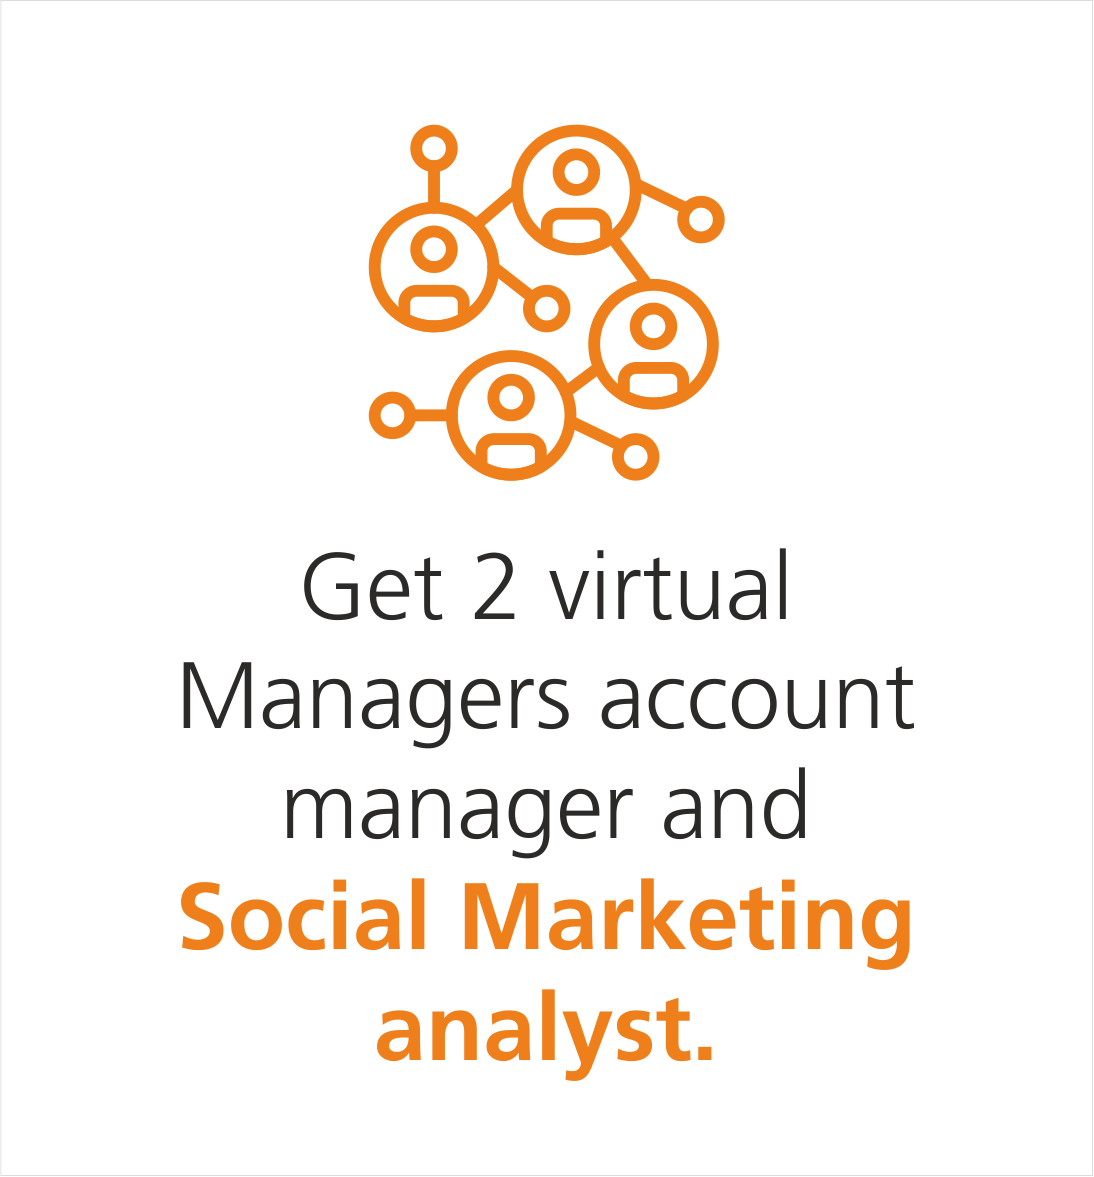 Get 2 virtual
Managers account
manager and
Social Marketing
analyst.